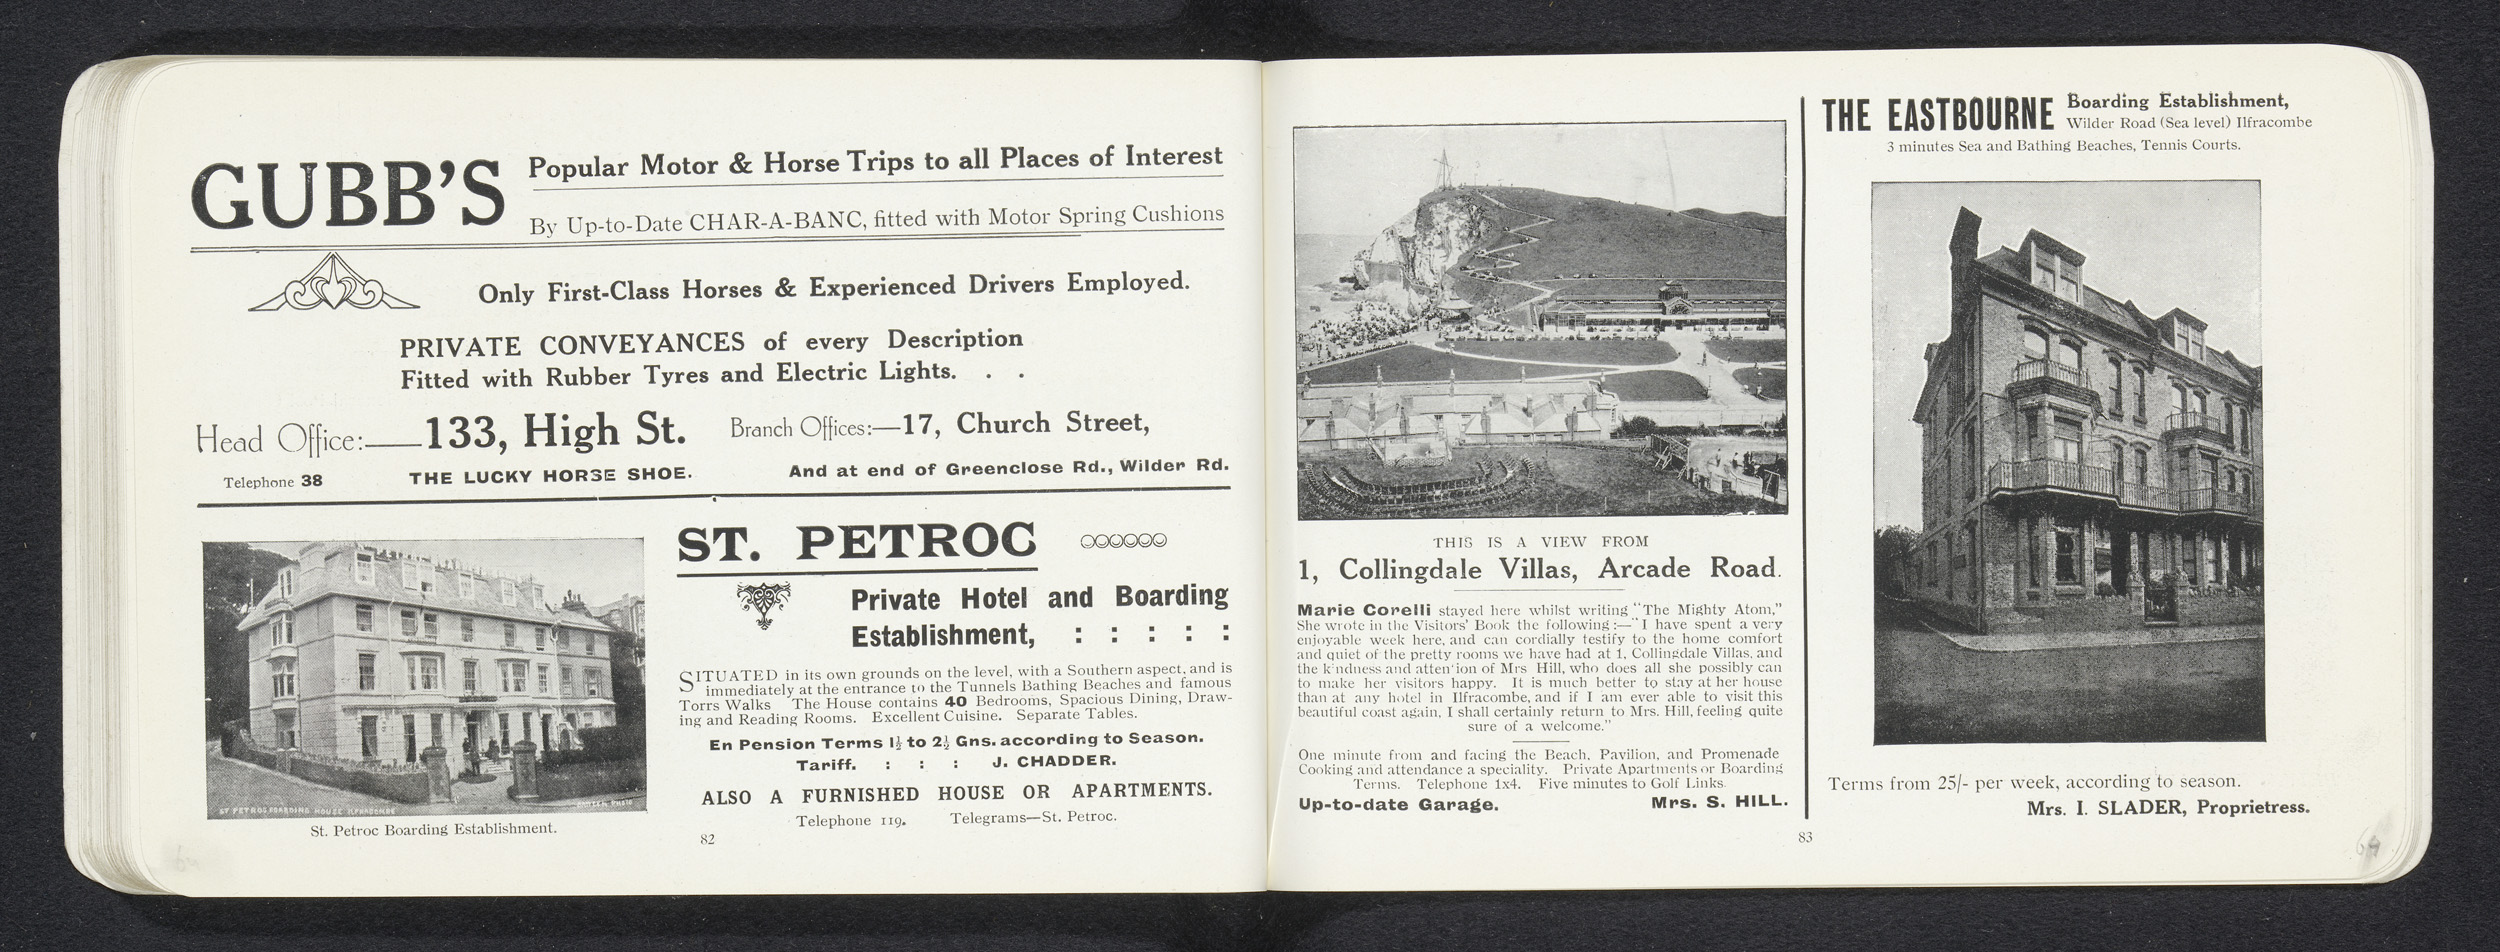 GUBB'S
Popular Motor & Horse Trips to all Places of Interest
By Up-to-Date CHAR-A-BANC, fitted with Motor Spring Cushions
Only First-Class Horses & Experienced Drivers Employed.
PRIVATE CONVEYANCES of every Description
Fitted with Rubber Tyres and Electric Lights. . .
Head Office:—133, High St.
Branch Offices:—17, Church Street,
Telephone 38
THE LUCKY HORSE SHOE.
And at end of Greenclose Rd., Wilder Rd.
ST PETROC BOARDING HOUSE ILFRACOMBE
St. Petroc Boarding Establishment.
ST. PETROC
Private Hotel and Boarding
Establishment, : : : : :
SITUATED in its own grounds on the level, with a Southern aspect, and is
immediately at the entrance to the Tunnels Bathing Beaches and famous
Torrs Walks The House contains 40 Bedrooms, Spacious Dining, Draw-
ing and Reading Rooms. Excellent Cuisine. Separate Tables.
En Pension Terms 1½ to 2½ Gns. according to Season.
Tariff. : : : J. CHADDER.
ALSO A FURNISHED HOUSE OR APARTMENTS.
Telephone 119. Telegrams—St. Petroc.
82
THIS IS A VIEW FROM
1, Collingdale Villas, Arcade Road.
Marie Corelli stayed here whilst writing "The Mighty Atom,"
She wrote in the Visitors' Book the following:—"I have spent a very
enjoyable week here, and can cordially testify to the home comfort
and quiet of the pretty rooms we have had at 1, Collingdale Villas, and
the kindness and attention of Mrs Hill, who does all she possibly can
to make her visitors happy. It is much better to stay at her house
than at any hotel in Ilfracombe, and if I am ever able to visit this
beautiful coast again, I shall certainly return to Mrs. Hill, feeling quite
sure of a welcome."
One minute from and facing the Beach, Pavilion, and Promenade
Cooking and attendance a speciality. Private Apartments or Boarding
Terms. Telephone 1x4. Five minutes to Golf Links.
Up-to-date Garage. Mrs. S. HILL.
THE EASTBOURNE
Boarding Establishment,
Wilder Road (Sea level) Ilfracombe
3 minutes Sea and Bathing Beaches, Tennis Courts.
Terms from 25/- per week, according to season.
Mrs. I. SLADER, Proprietress.
83